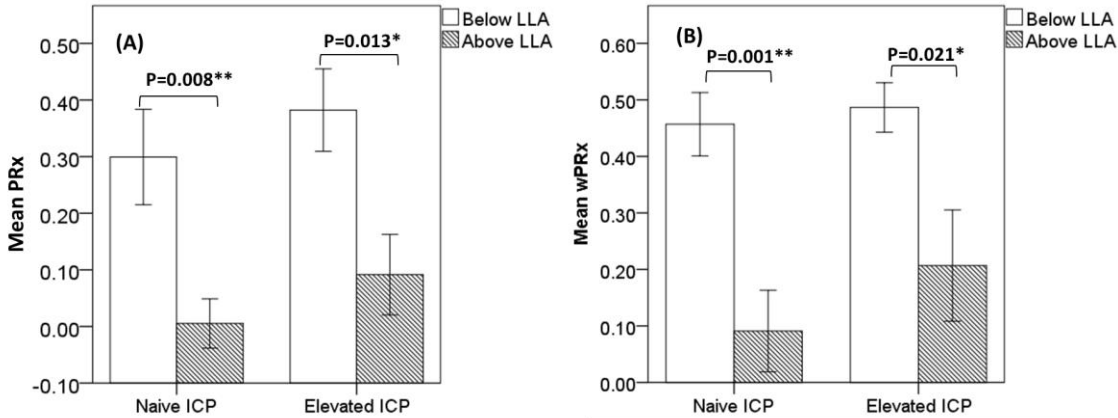 (A)
Below LLA
Above LLA
Mean PRx
0.50
0.40
0.30
0.20
0.10
0.00
-0.10
P=0.008**
P=0.013*
Naive ICP
Elevated ICP
(B)
Below LLA
Above LLA
Mean wPRx
0.60
0.50
0.40
0.30
0.20
0.10
0.00
P=0.001**
P=0.021*
Naive ICP
Elevated ICP